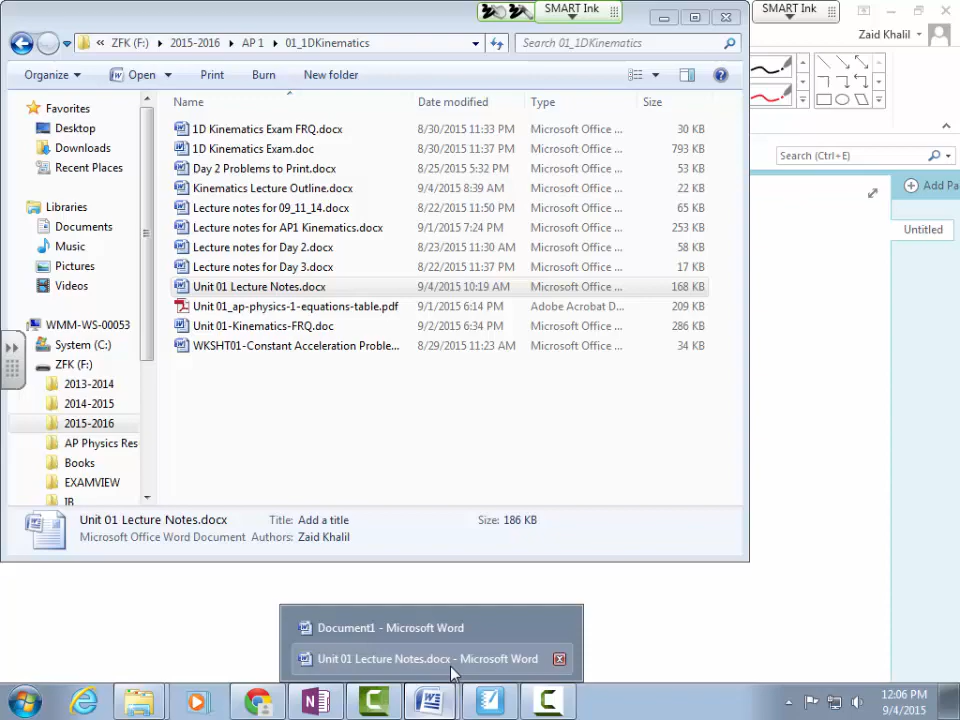 SMART Ink
SMART Ink
« ZFK (F:) ▸ 2015-2016 ▸ AP 1 ▸ 01_1DKinematics
Search 01_1DKinematics
Zaid Khalil
Organize
Open
Print
Burn
New folder
Name
Date modified
Type
Size
Favorites
Desktop
Downloads
Recent Places
Libraries
Documents
Music
Pictures
Videos
WMM-WS-00053
System (C:)
ZFK (F:)
2013-2014
2014-2015
2015-2016
AP Physics Res
Books
EXAMVIEW
IB
1D Kinematics Exam FRQ.docx 8/30/2015 11:33 PM Microsoft Office ... 30 KB
1D Kinematics Exam.doc 8/30/2015 11:37 PM Microsoft Office ... 793 KB
Day 2 Problems to Print.docx 8/25/2015 5:32 PM Microsoft Office ... 53 KB
Kinematics Lecture Outline.docx 9/4/2015 8:39 AM Microsoft Office ... 22 KB
Lecture notes for 09_11_14.docx 8/22/2015 11:50 PM Microsoft Office ... 65 KB
Lecture notes for AP1 Kinematics.docx 9/1/2015 7:24 PM Microsoft Office ... 253 KB
Lecture notes for Day 2.docx 8/23/2015 11:30 AM Microsoft Office ... 58 KB
Lecture notes for Day 3.docx 8/22/2015 11:37 PM Microsoft Office ... 17 KB
Unit 01 Lecture Notes.docx 9/4/2015 10:19 AM Microsoft Office ... 168 KB
Unit 01_ap-physics-1-equations-table.pdf 9/1/2015 6:14 PM Adobe Acrobat D... 209 KB
Unit 01-Kinematics-FRQ.doc 9/2/2015 6:34 PM Microsoft Office ... 286 KB
WKSHT01-Constant Acceleration Proble... 8/29/2015 11:23 AM Microsoft Office ... 34 KB
Search (Ctrl+E)
Add Pa
Untitled
Unit 01 Lecture Notes.docx Title: Add a title Size: 186 KB
Microsoft Office Word Document Authors: Zaid Khalil
Document1 - Microsoft Word
Unit 01 Lecture Notes.docx - Microsoft Word
12:06 PM
9/4/2015